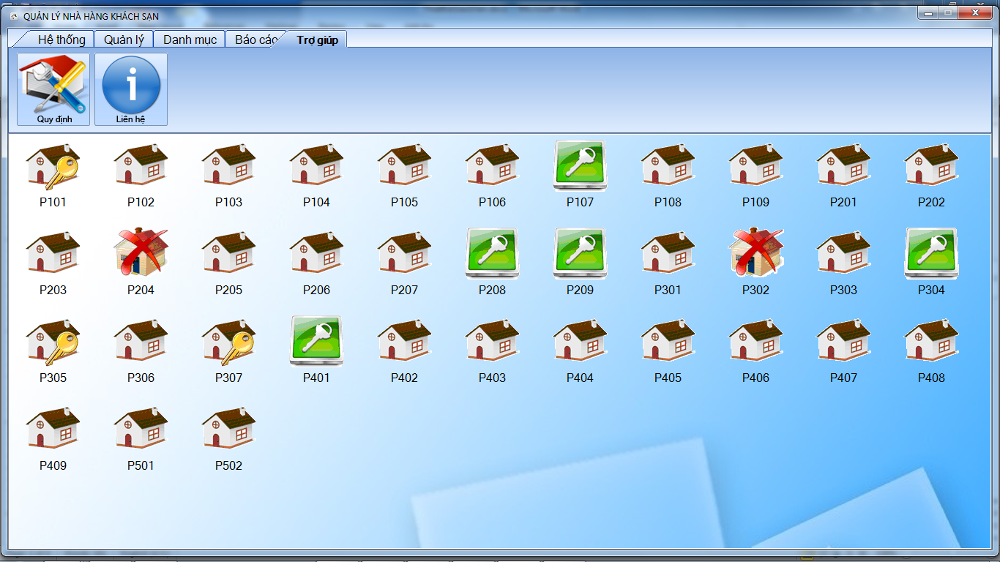 QUẢN LÝ NHÀ HÀNG KHÁCH SẠN
Hệ thống Quản lý Danh mục Báo cáo Trợ giúp
Quy định Liên hệ
P101 P102 P103 P104 P105 P106 P107 P108 P109 P201 P202
P203 P204 P205 P206 P207 P208 P209 P301 P302 P303 P304
P305 P306 P307 P401 P402 P403 P404 P405 P406 P407 P408
P409 P501 P502